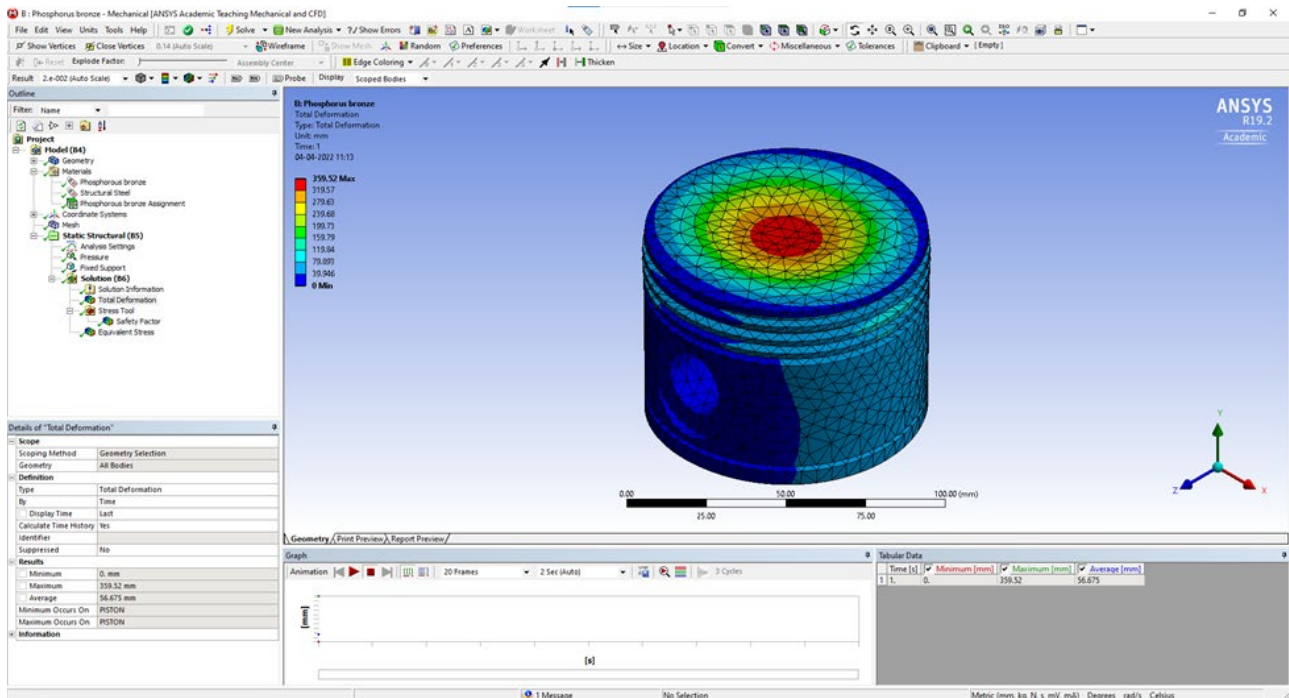 B : Phosphorus bronze - Mechanical [ANSYS Academic Teaching Mechanical and CFD]
File Edit View Units Tools Help Solve New Analysis ?/ Show Errors Worksheet
Show Vertices Close Vertices 0.14 (Auto Scale) Wireframe Show Mesh Random Preferences Size Location Convert Miscellaneous Tolerances Clipboard [Empty]
Reset Explode Factor: Assembly Center Edge Coloring Thicken
Result 2.e-002 (Auto Scale) Probe Display Scoped Bodies
Outline
Filter: Name
Project
Model (B4)
Geometry
Materials
Phosphorous bronze
Structural Steel
Phosphorous bronze Assignment
Coordinate Systems
Mesh
Static Structural (B5)
Analysis Settings
Pressure
Fixed Support
Solution (B6)
Solution Information
Total Deformation
Stress Tool
Safety Factor
Equivalent Stress
Details of "Total Deformation"
Scope
Scoping Method Geometry Selection
Geometry All Bodies
Definition
Type Total Deformation
By Time
Display Time Last
Calculate Time History Yes
Identifier
Suppressed No
Results
Minimum 0. mm
Maximum 359.52 mm
Average 56.675 mm
Minimum Occurs On PISTON
Maximum Occurs On PISTON
Information
B: Phosphorus bronze
Total Deformation
Type: Total Deformation
Unit: mm
Time: 1
04-04-2022 11:13
359.52 Max
319.57
279.63
239.68
199.73
159.79
119.84
79.893
39.946
0 Min
ANSYS
R19.2
Academic
Y
Z
X
0.00 50.00 100.00 (mm)
25.00 75.00
Geometry Print Preview Report Preview
Graph
Animation 20 Frames 2 Sec (Auto) 3 Cycles
[mm]
[s]
Tabular Data
Time [s] Minimum [mm] Maximum [mm] Average [mm]
1 1. 0. 359.52 56.675
1 Message No Selection Metric (mm, kg, N, s, mV, mA) Degrees rad/s Celsius